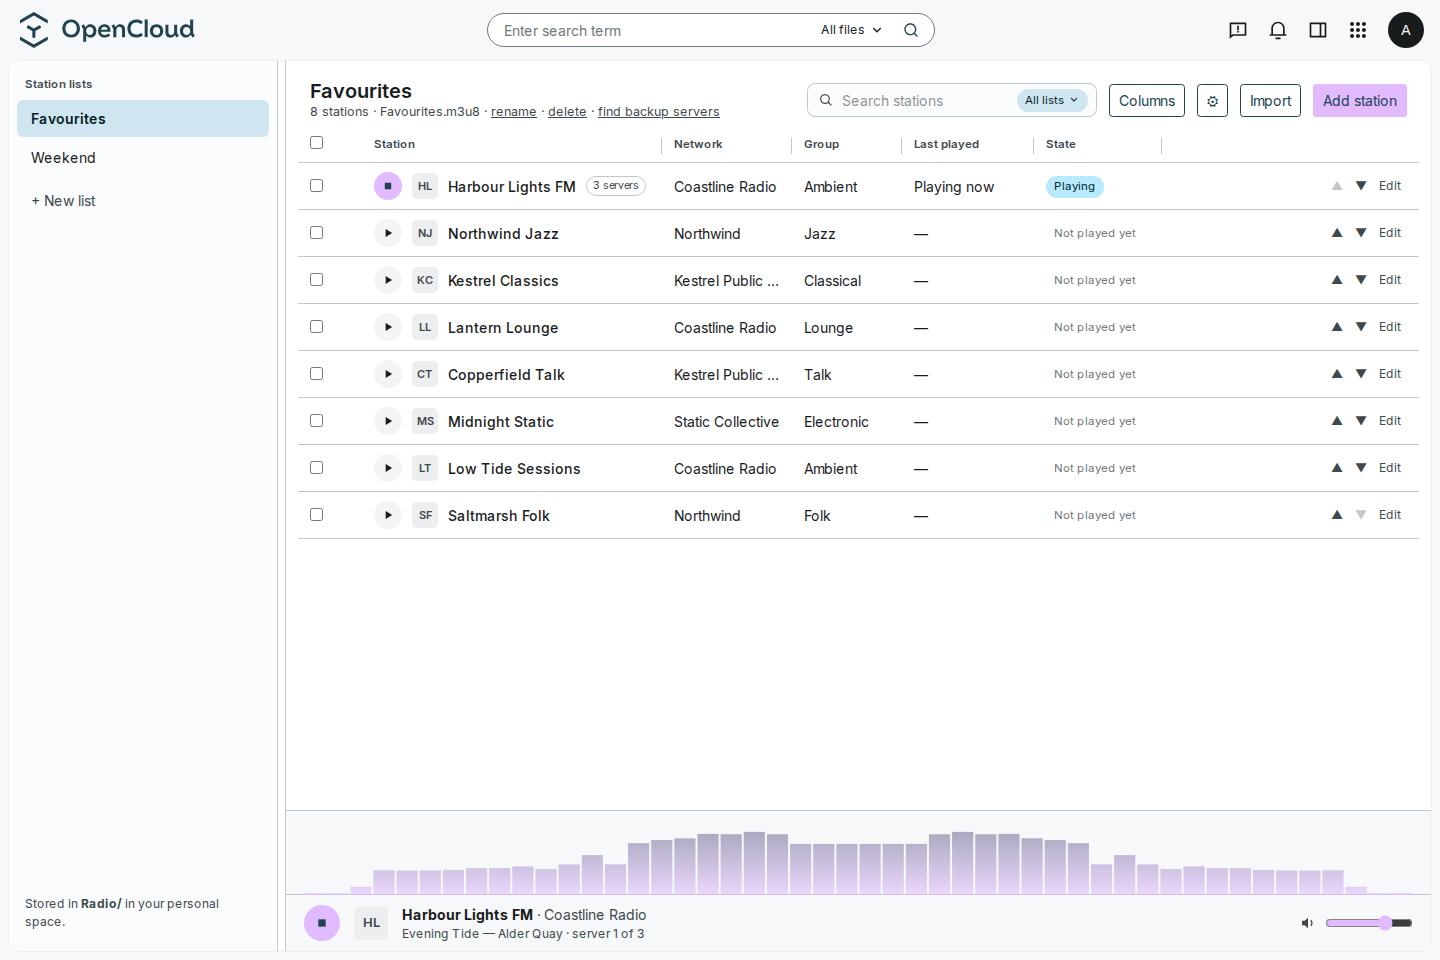 OpenCloud
Enter search term
All files
A
Station lists
Favourites
Weekend
+ New list
Stored in Radio/ in your personal
space.
Favourites
8 stations · Favourites.m3u8 · rename · delete · find backup servers
Search stations
All lists
Columns
Import
Add station
Station Network Group Last played State
HL Harbour Lights FM 3 servers Coastline Radio Ambient Playing now Playing Edit
NJ Northwind Jazz Northwind Jazz — Not played yet Edit
KC Kestrel Classics Kestrel Public ... Classical — Not played yet Edit
LL Lantern Lounge Coastline Radio Lounge — Not played yet Edit
CT Copperfield Talk Kestrel Public ... Talk — Not played yet Edit
MS Midnight Static Static Collective Electronic — Not played yet Edit
LT Low Tide Sessions Coastline Radio Ambient — Not played yet Edit
SF Saltmarsh Folk Northwind Folk — Not played yet Edit
HL
Harbour Lights FM · Coastline Radio
Evening Tide — Alder Quay · server 1 of 3